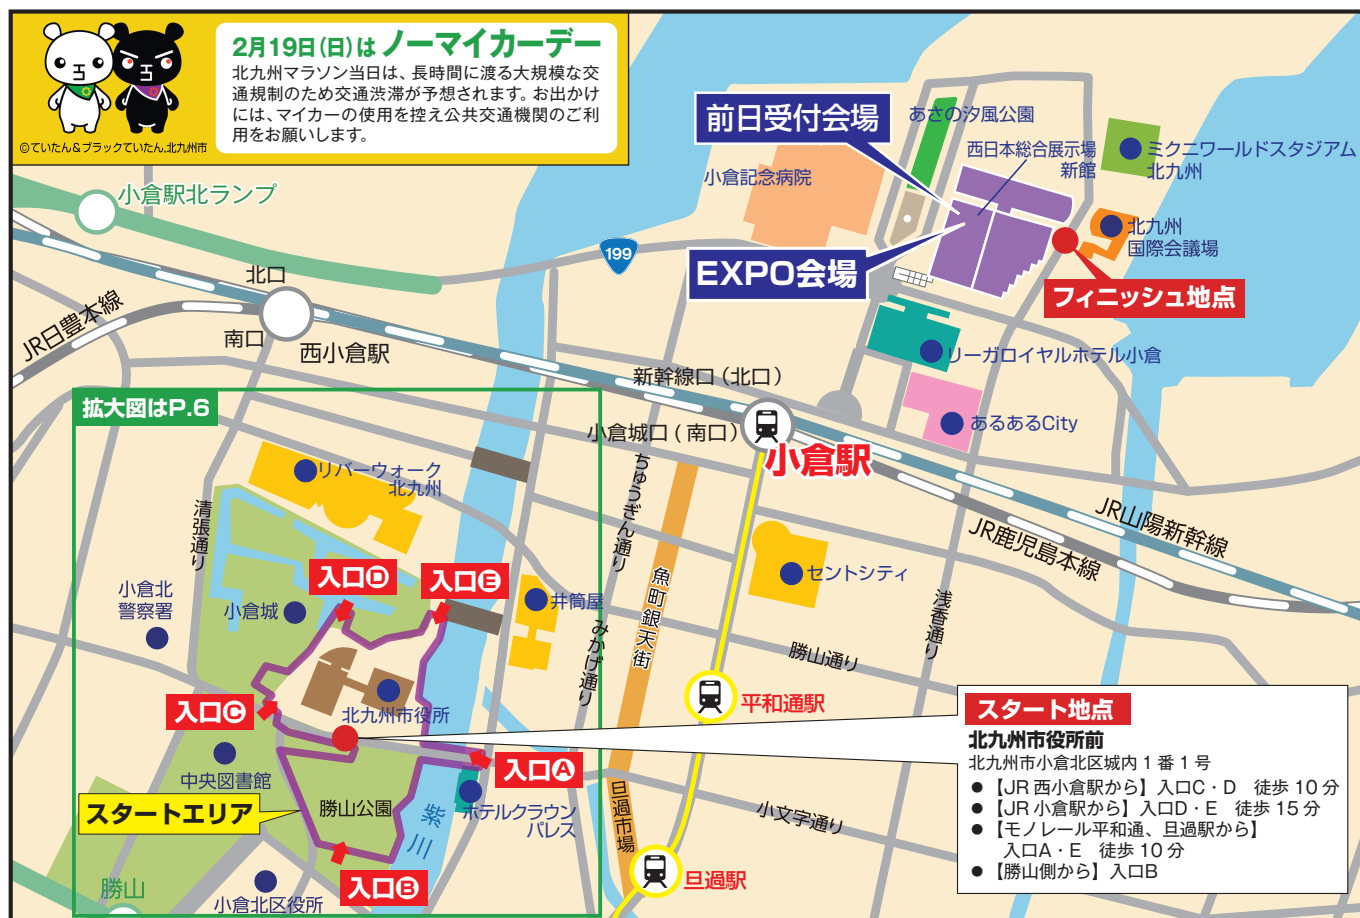 2月19日(日)は ノーマイカーデー
北九州マラソン当日は、長時間に渡る大規模な交
通規制のため交通渋滞が予想されます。お出かけ
には、マイカーの使用を控え公共交通機関のご利
用をお願いします。
©ていたん&ブラックていたん,北九州市
小倉駅北ランプ
199
前日受付会場
EXPO会場
あさの汐風公園
小倉記念病院
西日本総合展示場
新館
ミクニワールドスタジアム
北九州
北九州
国際会議場
フィニッシュ地点
リーガロイヤルホテル小倉
あるあるCity
北口
南口
西小倉駅
JR日豊本線
新幹線口(北口)
小倉城口(南口)
小倉駅
JR山陽新幹線
JR鹿児島本線
拡大図はP.6
リバーウォーク
北九州
清張通り
ちゅうぎん通り
魚町銀天街
セントシティ
浅香通り
入口D
入口E
小倉北
警察署
小倉城
井筒屋
みかげ通り
勝山通り
入口C
北九州市役所
平和通駅
中央図書館
入口A
スタートエリア
勝山公園
紫川
ホテルクラウン
パレス
旦過市場
小文字通り
入口B
旦過駅
勝山
小倉北区役所
スタート地点
北九州市役所前
北九州市小倉北区城内1番1号
●【JR西小倉駅から】入口C・D 徒歩10分
●【JR小倉駅から】入口D・E 徒歩15分
●【モノレール平和通、旦過駅から】
入口A・E 徒歩10分
●【勝山側から】入口B